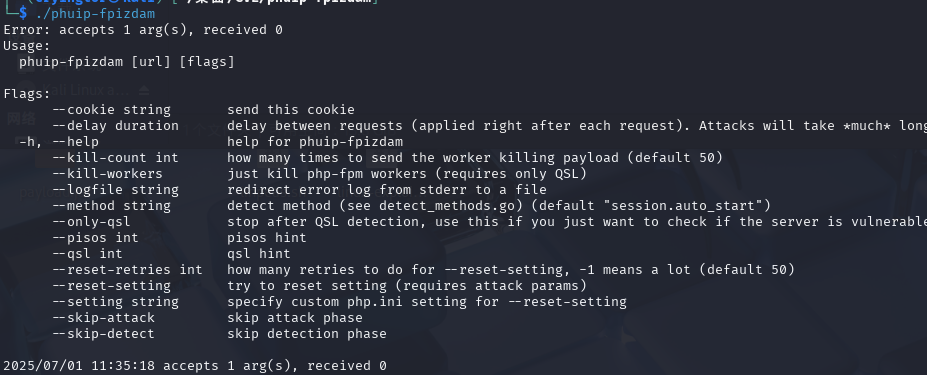 └─$ ./phuip-fpizdam
Error: accepts 1 arg(s), received 0
Usage:
  phuip-fpizdam [url] [flags]

Flags:
      --cookie string       send this cookie
      --delay duration      delay between requests (applied right after each request). Attacks will take *much* long
  -h, --help                help for phuip-fpizdam
      --kill-count int      how many times to send the worker killing payload (default 50)
      --kill-workers        just kill php-fpm workers (requires only QSL)
      --logfile string      redirect error log from stderr to a file
      --method string       detect method (see detect_methods.go) (default "session.auto_start")
      --only-qsl            stop after QSL detection, use this if you just want to check if the server is vulnerable
      --pisos int           pisos hint
      --qsl int             qsl hint
      --reset-retries int   how many retries to do for --reset-setting, -1 means a lot (default 50)
      --reset-setting       try to reset setting (requires attack params)
      --setting string      specify custom php.ini setting for --reset-setting
      --skip-attack         skip attack phase
      --skip-detect         skip detection phase

2025/07/01 11:35:18 accepts 1 arg(s), received 0